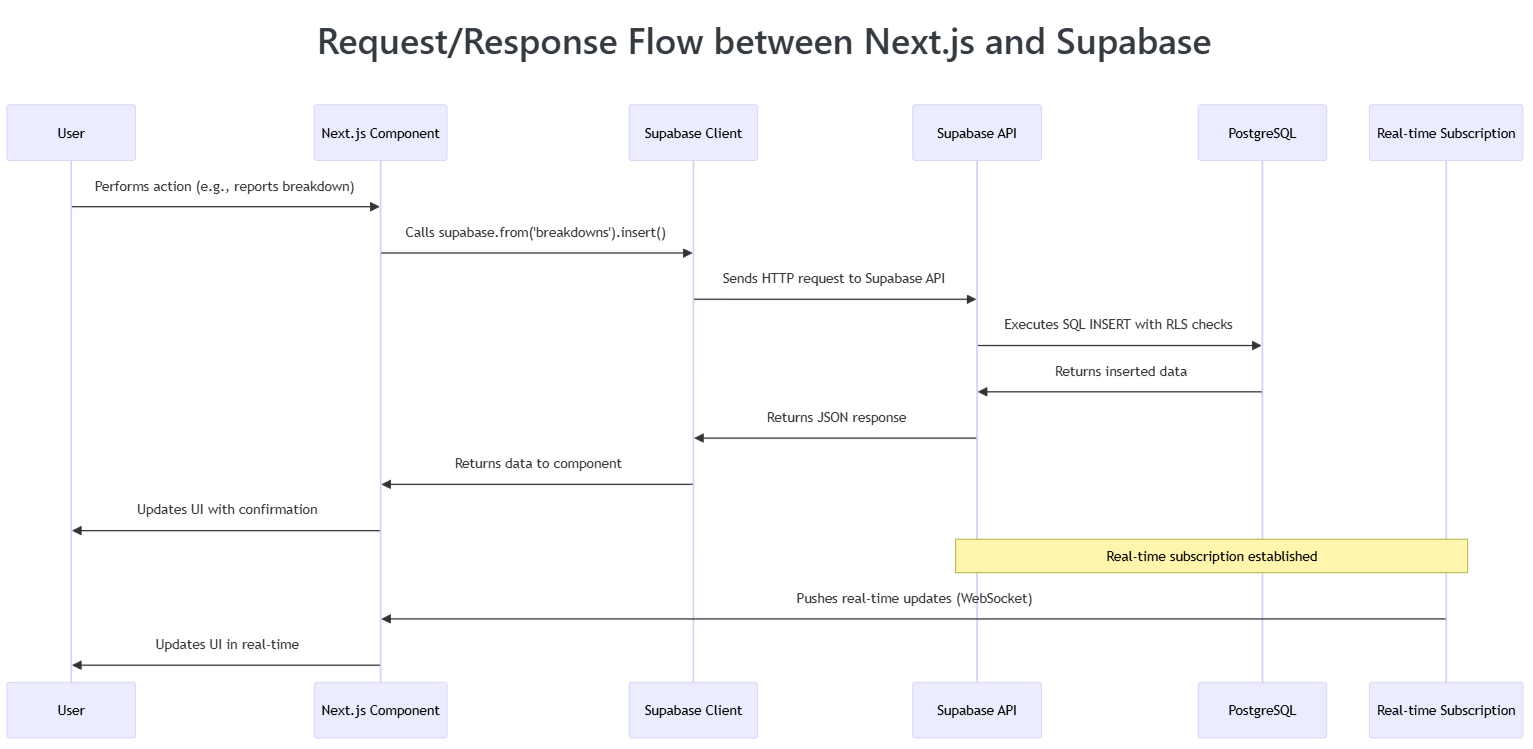 Request/Response Flow between Next.js and Supabase
User
Next.js Component
Supabase Client
Supabase API
PostgreSQL
Real-time Subscription
Performs action (e.g., reports breakdown)
Calls supabase.from('breakdowns').insert()
Sends HTTP request to Supabase API
Executes SQL INSERT with RLS checks
Returns inserted data
Returns JSON response
Returns data to component
Updates UI with confirmation
Real-time subscription established
Pushes real-time updates (WebSocket)
Updates UI in real-time
User
Next.js Component
Supabase Client
Supabase API
PostgreSQL
Real-time Subscription